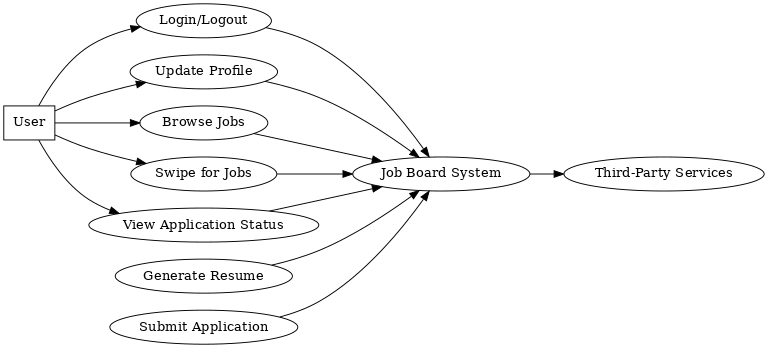 Login/Logout
Update Profile
User
Browse Jobs
Swipe for Jobs
Job Board System
Third-Party Services
View Application Status
Generate Resume
Submit Application